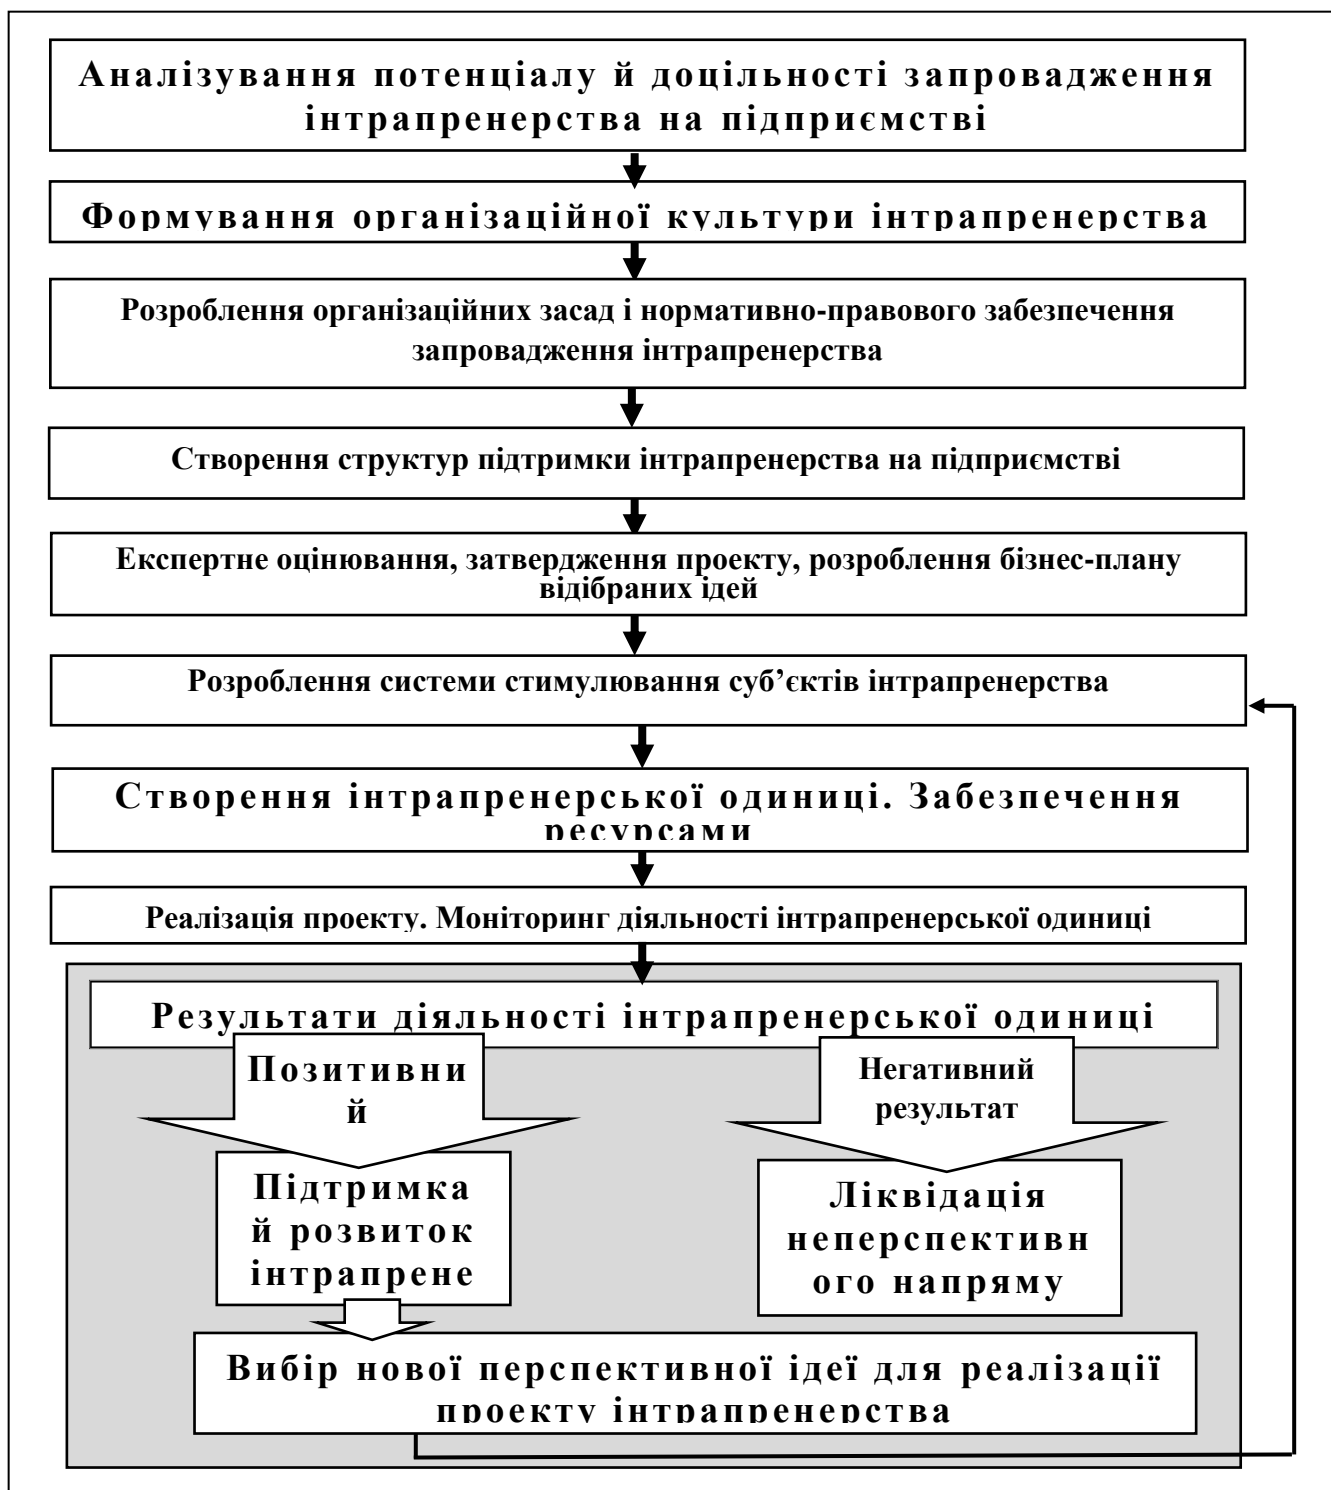 Аналізування потенціалу й доцільності запровадження
інтрапренерства на підприємстві
Формування організаційної культури інтрапренерства
Розроблення організаційних засад і нормативно-правового забезпечення
запровадження інтрапренерства
Створення структур підтримки інтрапренерства на підприємстві
Експертне оцінювання, затвердження проекту, розроблення бізнес-плану
відібраних ідей
Розроблення системи стимулювання суб’єктів інтрапренерства
Створення інтрапренерської одиниці. Забезпечення
ресурсами
Реалізація проекту. Моніторинг діяльності інтрапренерської одиниці
Результати діяльності інтрапренерської одиниці
Позитивни
й
Негативний
результат
Підтримка
й розвиток
інтрапрене
Ліквідація
неперспективн
ого напряму
Вибір нової перспективної ідеї для реалізації
проекту інтрапренерства